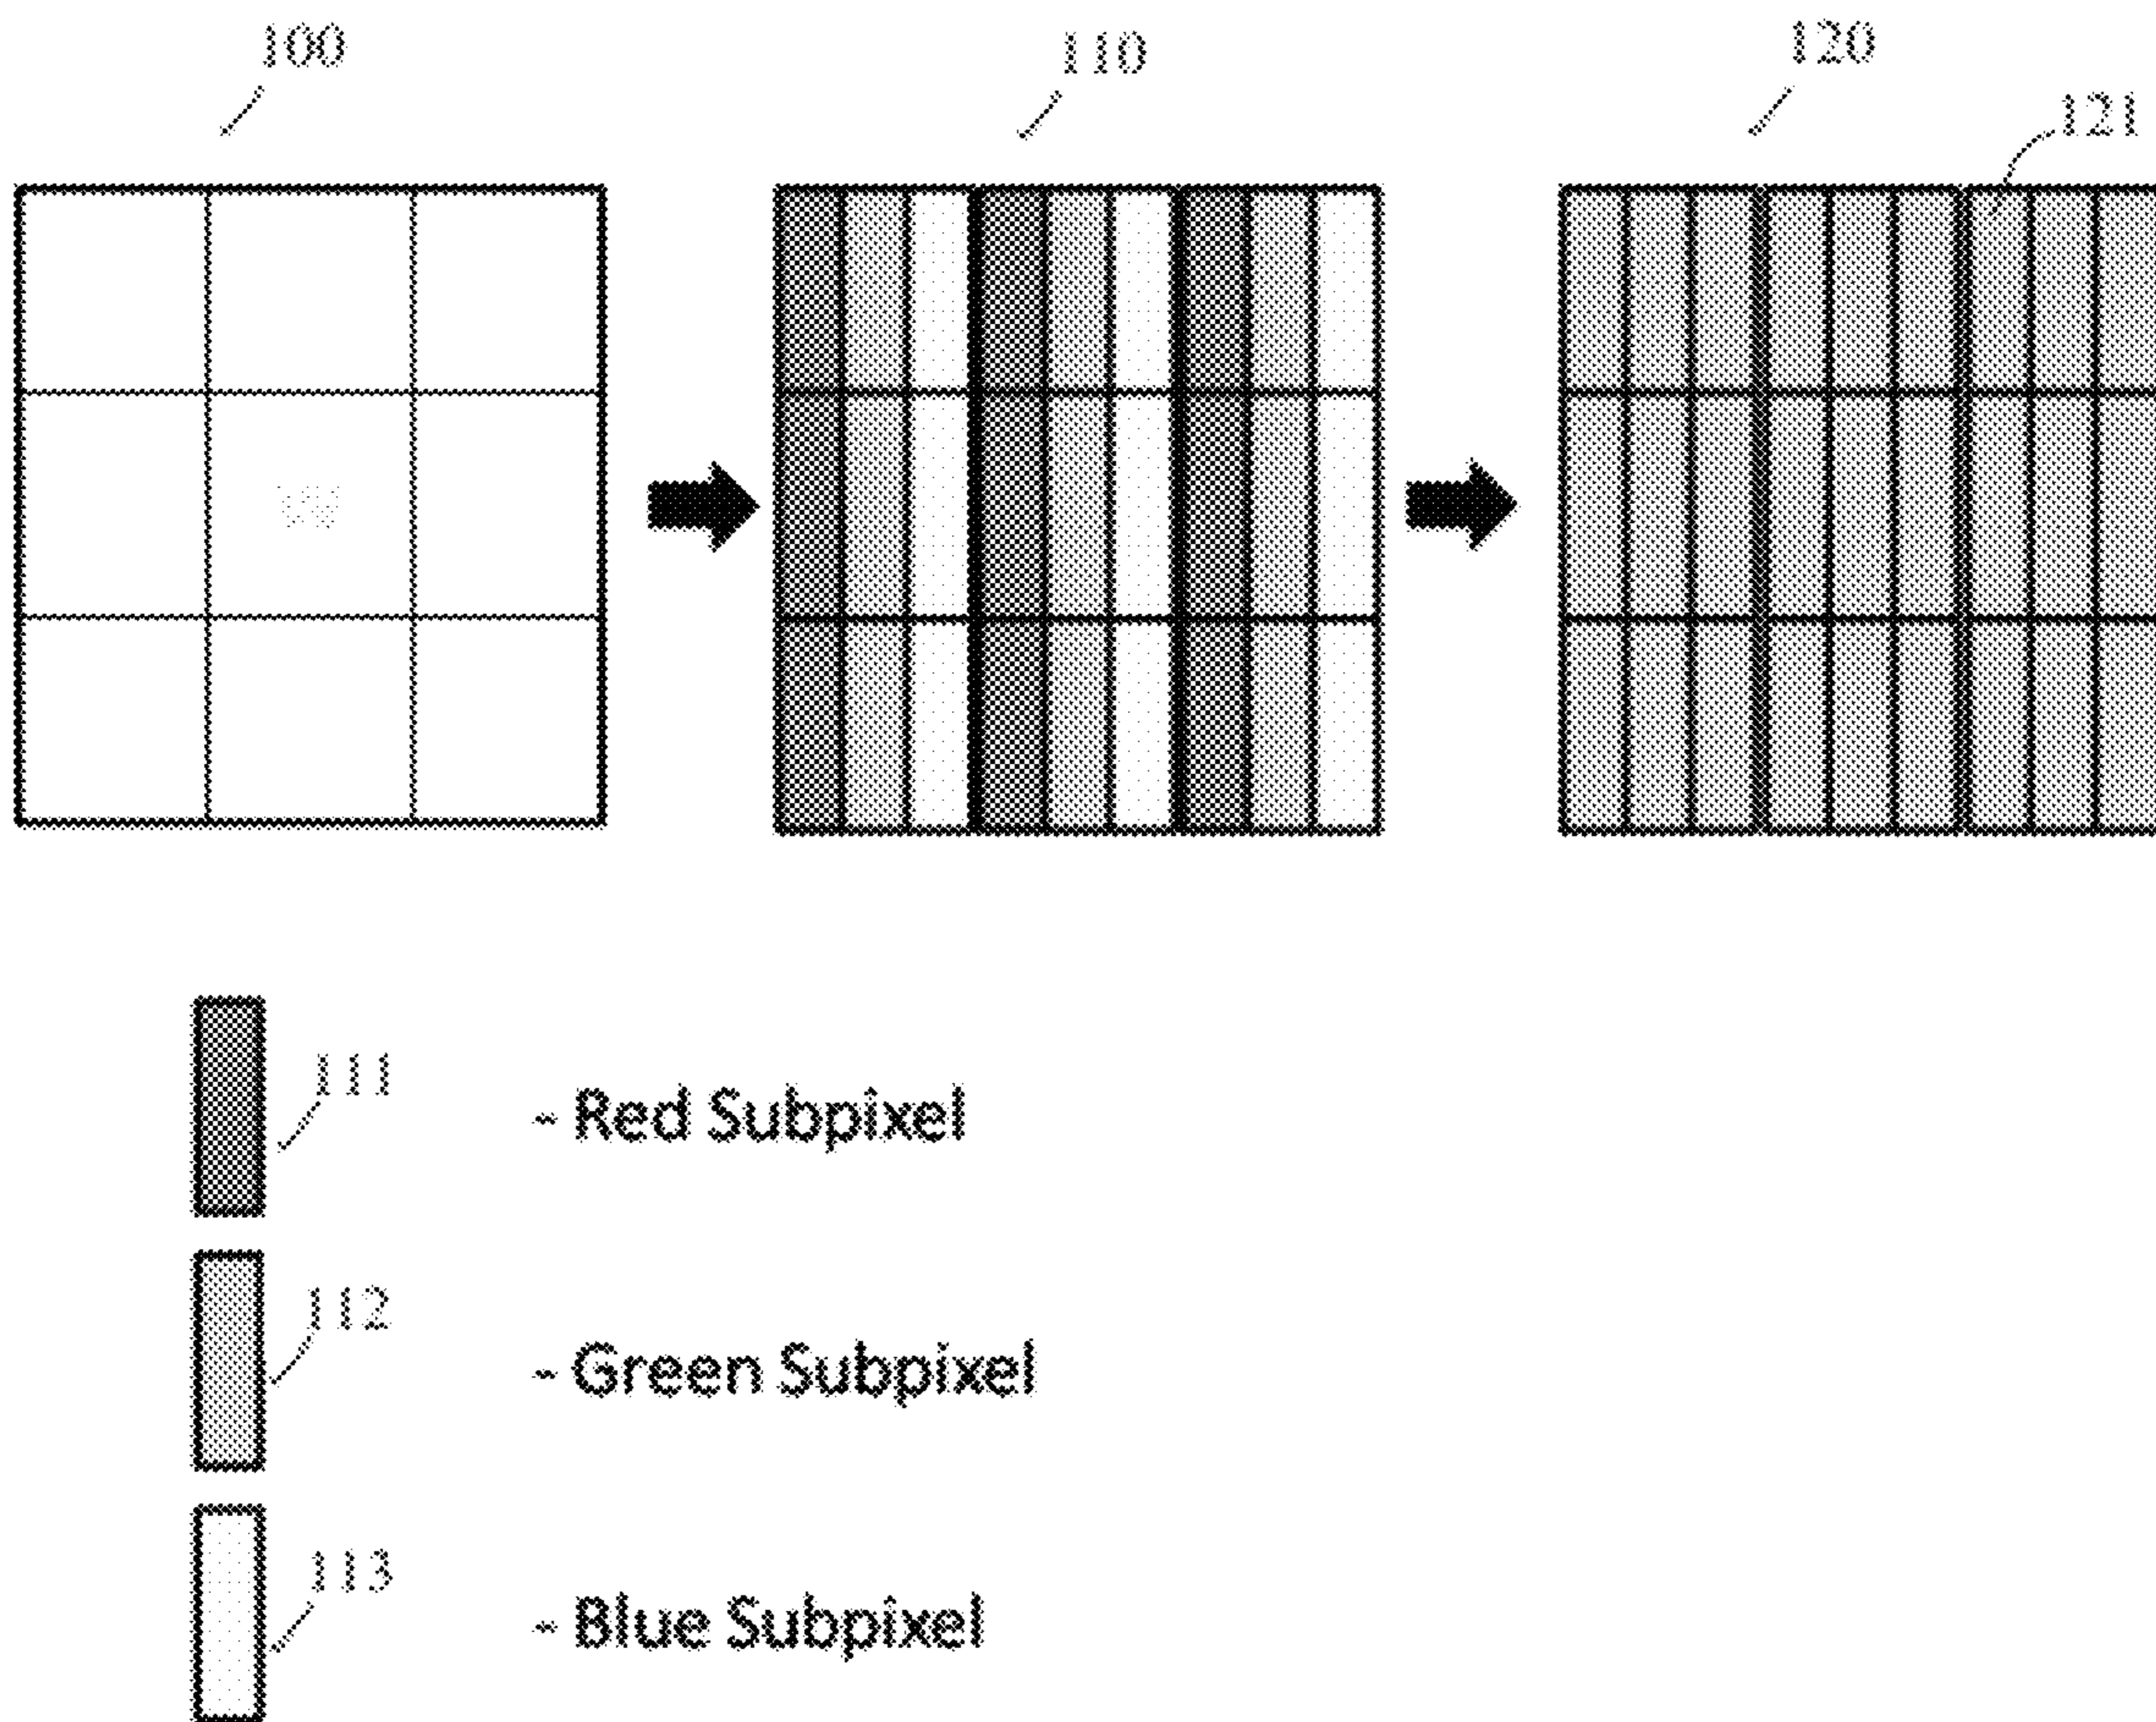 100
110
120
121
111
- Red Subpixel
112
- Green Subpixel
113
- Blue Subpixel